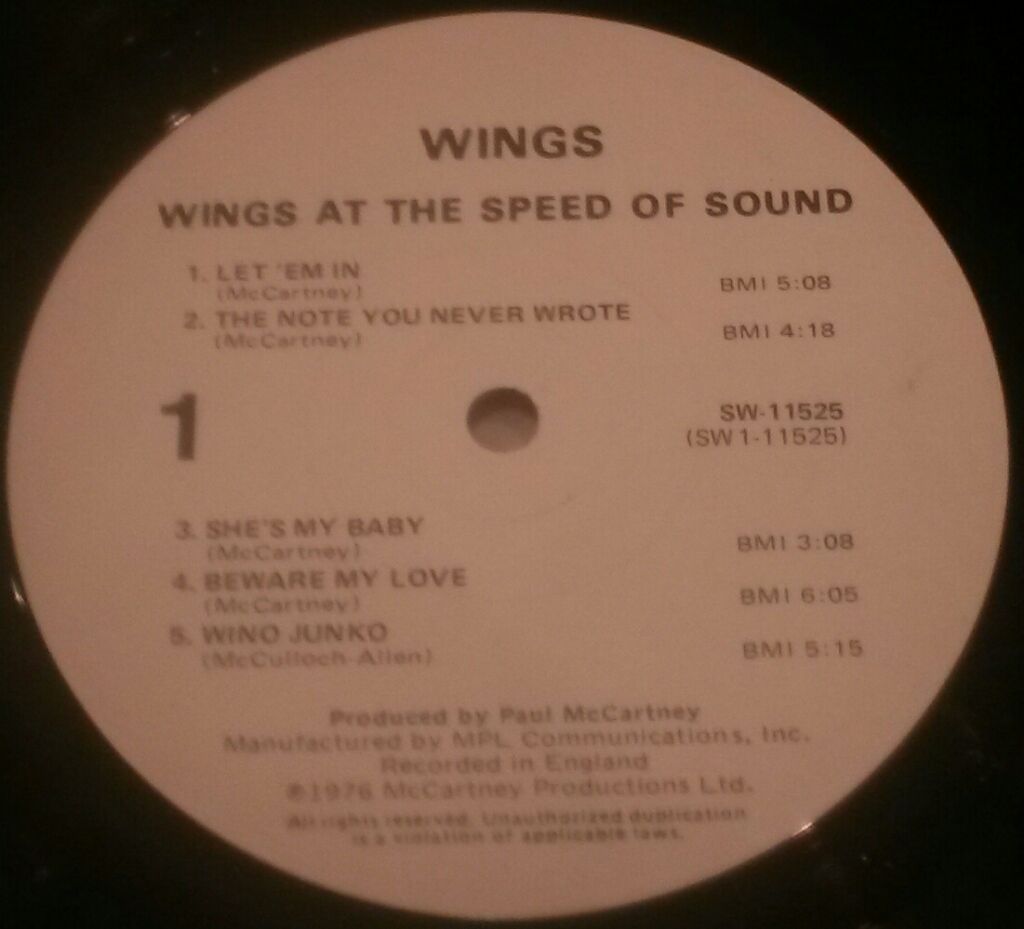 WINGS
WINGS AT THE SPEED OF SOUND
1. LET 'EM IN BMI 5:08
(McCartney)
2. THE NOTE YOU NEVER WROTE BMI 4:18
(McCartney)
1
SW-11525
(SW1-11525)
3. SHE'S MY BABY BMI 3:08
(McCartney)
4. BEWARE MY LOVE BMI 6:05
(McCartney)
5. WINO JUNKO BMI 5:15
(McCulloch-Allen)
Produced by Paul McCartney
Manufactured by MPL Communications, Inc.
Recorded in England
℗1976 McCartney Productions Ltd.
All rights reserved. Unauthorized duplication
is a violation of applicable laws.